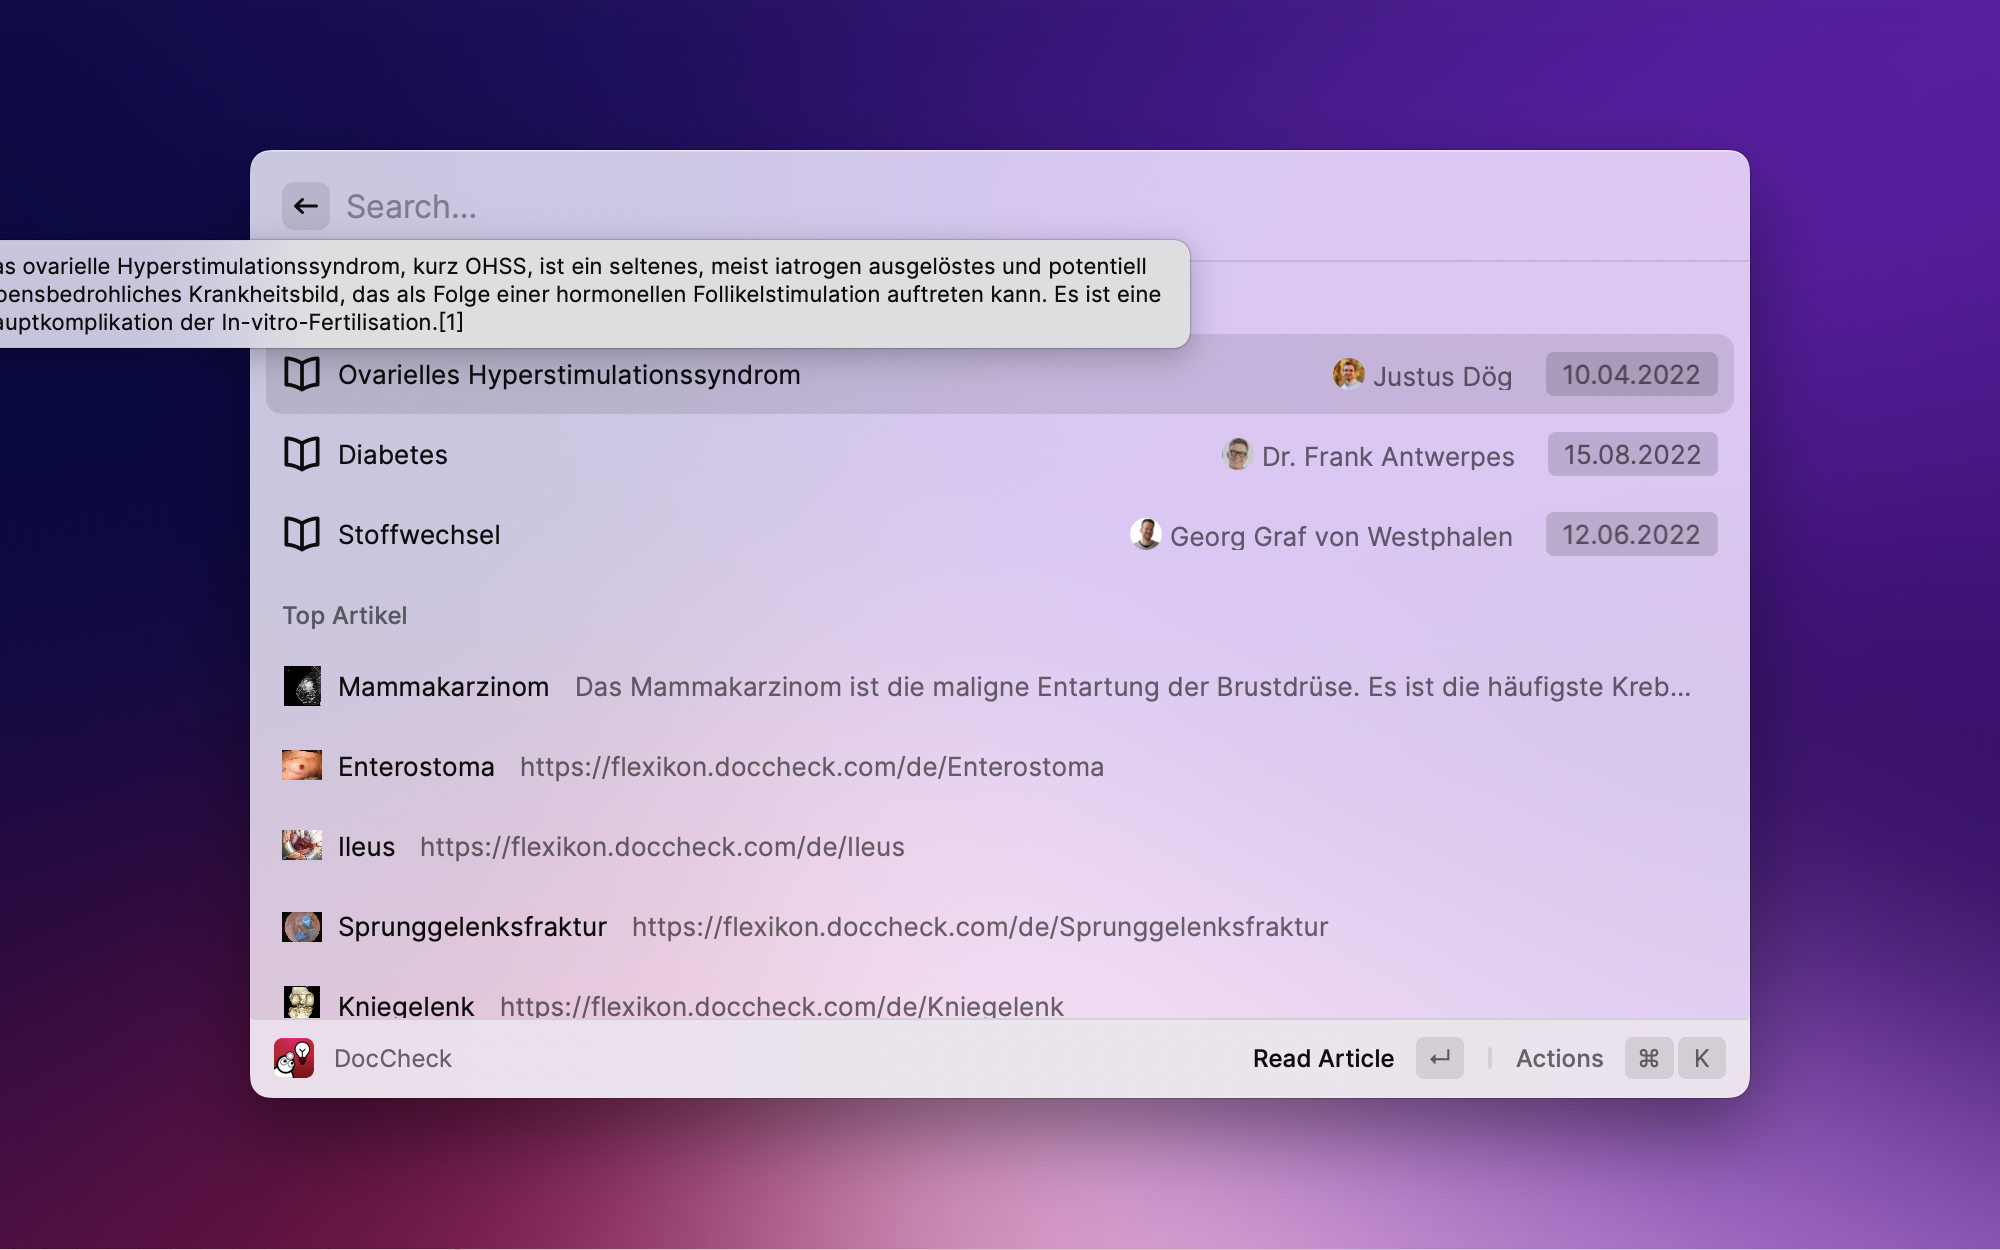 Search...
as ovarielle Hyperstimulationssyndrom, kurz OHSS, ist ein seltenes, meist iatrogen ausgelöstes und potentiell
bensbedrohliches Krankheitsbild, das als Folge einer hormonellen Follikelstimulation auftreten kann. Es ist eine
auptkomplikation der In-vitro-Fertilisation.[1]
Ovarielles Hyperstimulationssyndrom Justus Dög 10.04.2022
Diabetes Dr. Frank Antwerpes 15.08.2022
Stoffwechsel Georg Graf von Westphalen 12.06.2022
Top Artikel
Mammakarzinom Das Mammakarzinom ist die maligne Entartung der Brustdrüse. Es ist die häufigste Kreb...
Enterostoma https://flexikon.doccheck.com/de/Enterostoma
Ileus https://flexikon.doccheck.com/de/Ileus
Sprunggelenksfraktur https://flexikon.doccheck.com/de/Sprunggelenksfraktur
Kniegelenk https://flexikon.doccheck.com/de/Kniegelenk
DocCheck Read Article ↵ Actions ⌘ K